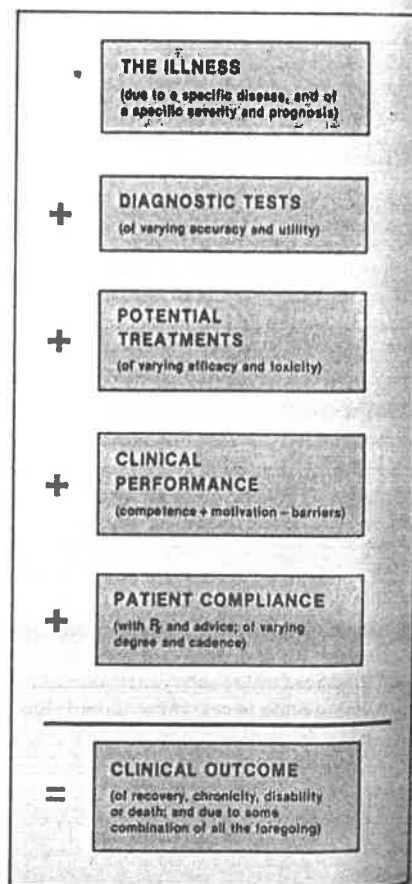 THE ILLNESS
(due to a specific disease, and of
a specific severity and prognosis)
+
DIAGNOSTIC TESTS
(of varying accuracy and utility)
+
POTENTIAL
TREATMENTS
(of varying efficacy and toxicity)
+
CLINICAL
PERFORMANCE
(competence + motivation – barriers)
+
PATIENT COMPLIANCE
(with ℞ and advice; of varying
degree and cadence)
=
CLINICAL OUTCOME
(of recovery, chronicity, disability
or death; and due to some
combination of all the foregoing)